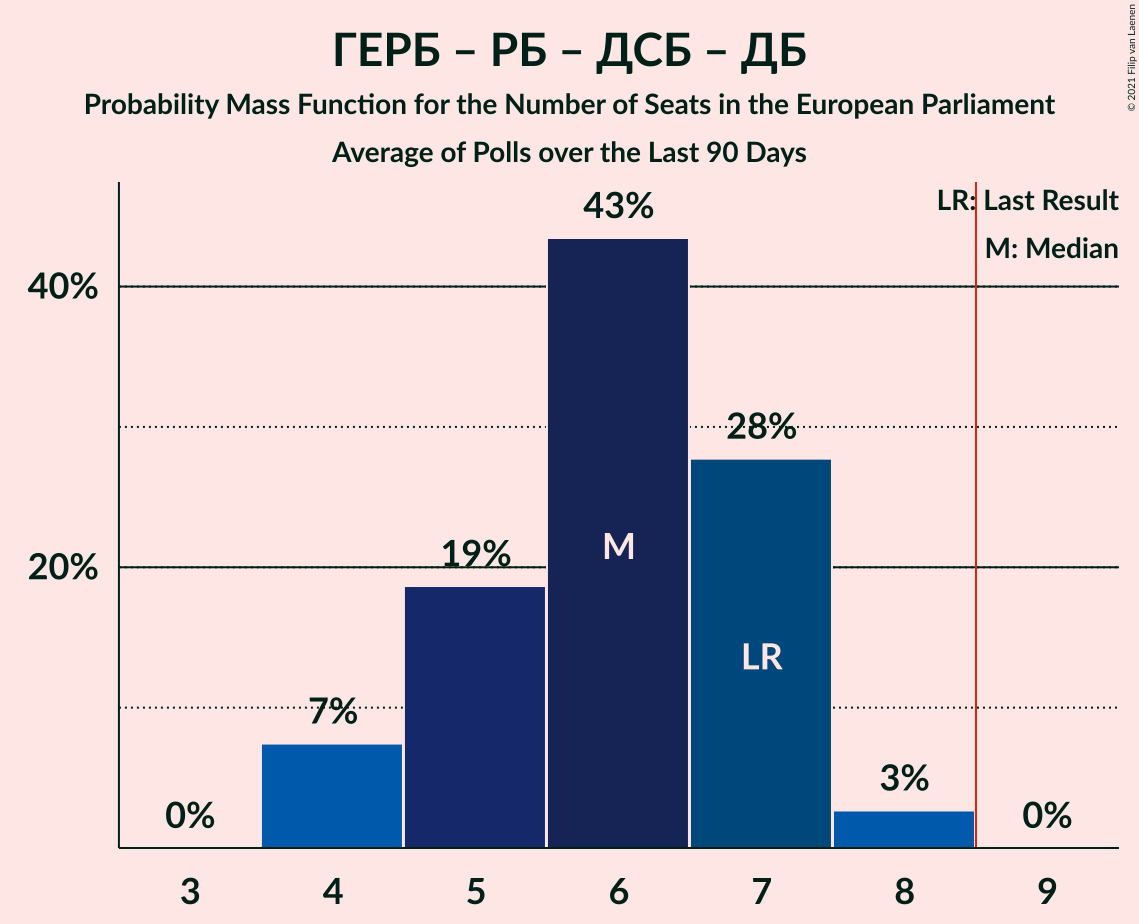 ГЕРБ – РБ – ДСБ – ДБ
Probability Mass Function for the Number of Seats in the European Parliament
Average of Polls over the Last 90 Days
© 2021 Filip van Laenen
LR: Last Result
M: Median
43%
40%
28%
M
19%
20%
LR
7%
3%
0%
0%
3 4 5 6 7 8 9